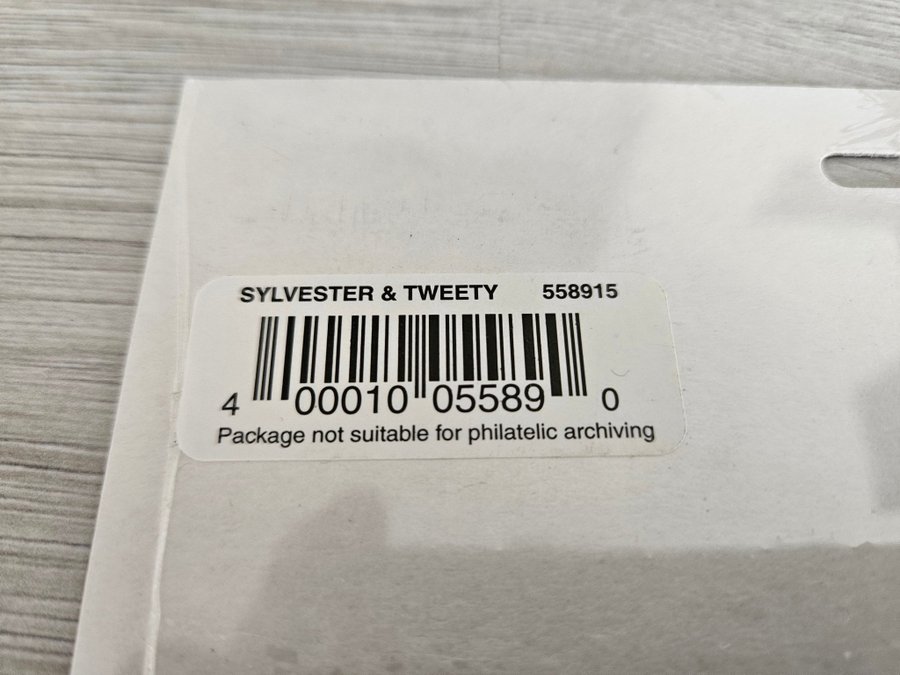 SYLVESTER & TWEETY 558915
4 00010 05589 0
Package not suitable for philatelic archiving